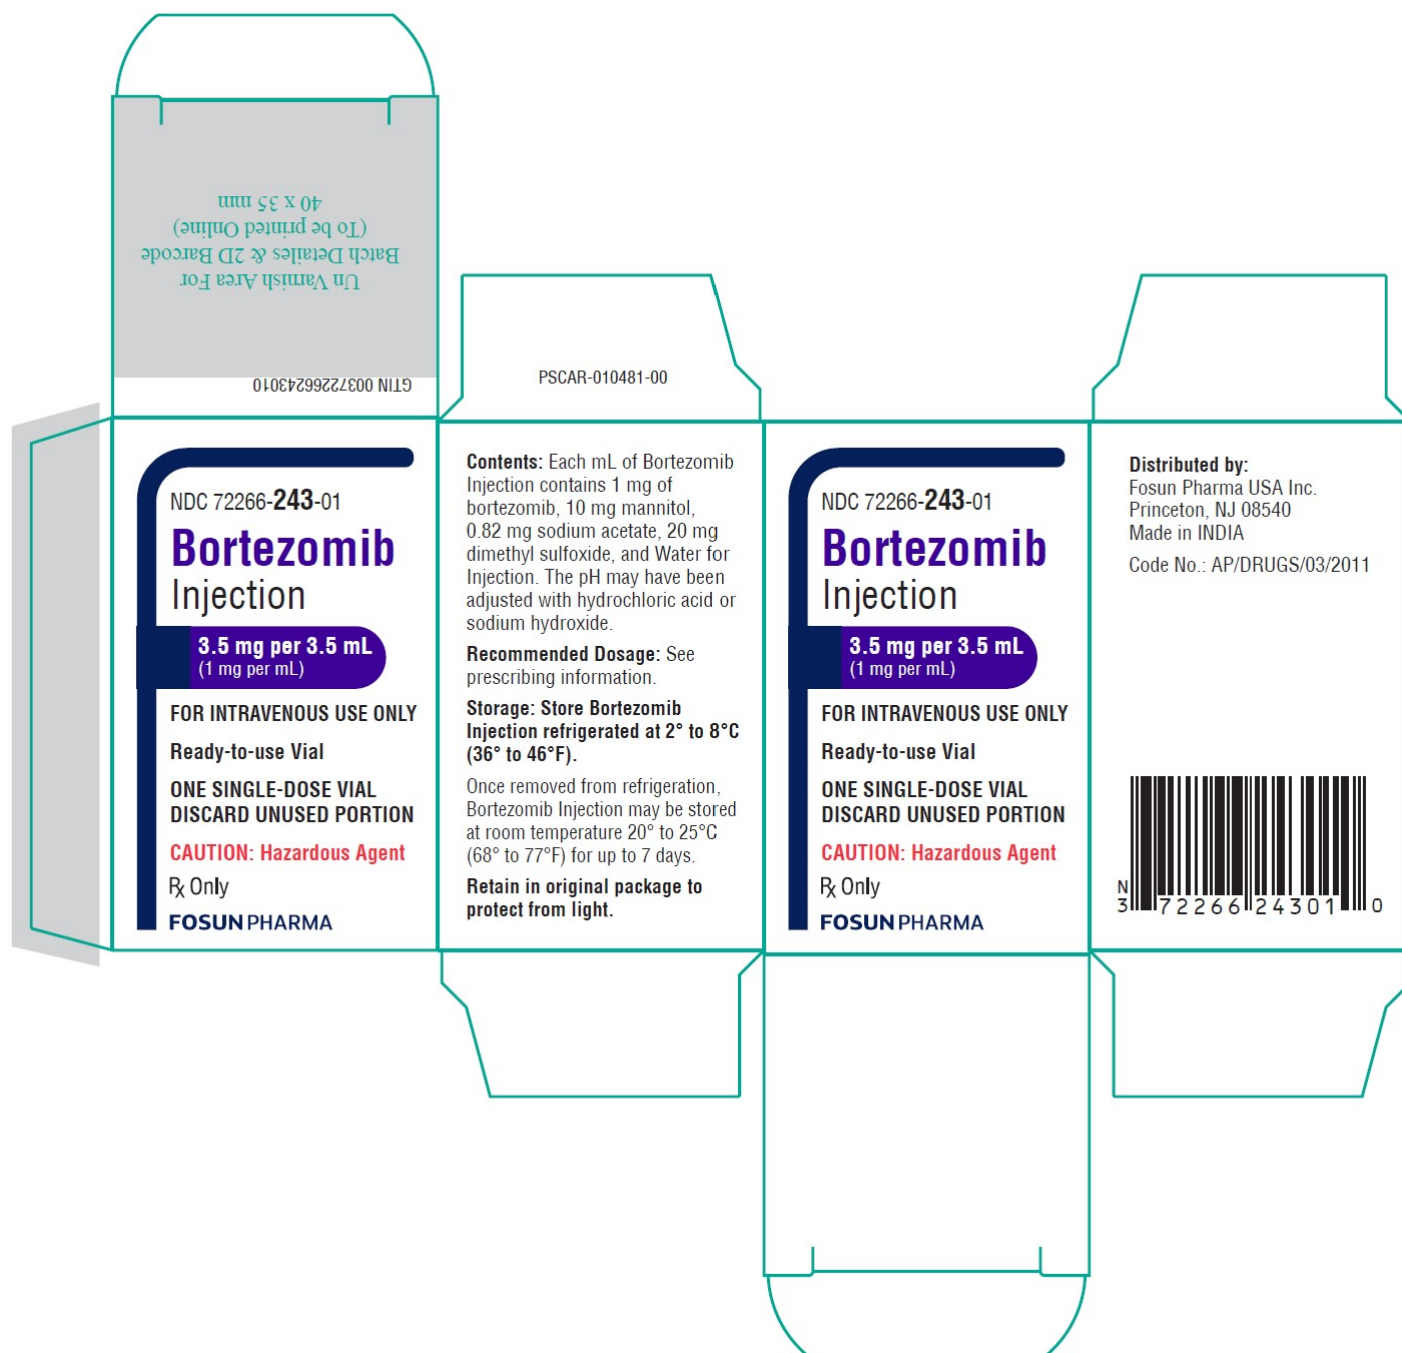 Un Varnish Area For
Batch Detailes & 2D Barcode
(To be printed Online)
40 x 35 mm
GTIN 00372266243010
PSCAR-010481-00
NDC 72266-243-01
Bortezomib
Injection
3.5 mg per 3.5 mL
(1 mg per mL)
FOR INTRAVENOUS USE ONLY
Ready-to-use Vial
ONE SINGLE-DOSE VIAL
DISCARD UNUSED PORTION
CAUTION: Hazardous Agent
Rx Only
FOSUN PHARMA
Contents: Each mL of Bortezomib
Injection contains 1 mg of
bortezomib, 10 mg mannitol,
0.82 mg sodium acetate, 20 mg
dimethyl sulfoxide, and Water for
Injection. The pH may have been
adjusted with hydrochloric acid or
sodium hydroxide.
Recommended Dosage: See
prescribing information.
Storage: Store Bortezomib
Injection refrigerated at 2° to 8°C
(36° to 46°F).
Once removed from refrigeration,
Bortezomib Injection may be stored
at room temperature 20° to 25°C
(68° to 77°F) for up to 7 days.
Retain in original package to
protect from light.
NDC 72266-243-01
Bortezomib
Injection
3.5 mg per 3.5 mL
(1 mg per mL)
FOR INTRAVENOUS USE ONLY
Ready-to-use Vial
ONE SINGLE-DOSE VIAL
DISCARD UNUSED PORTION
CAUTION: Hazardous Agent
Rx Only
FOSUN PHARMA
Distributed by:
Fosun Pharma USA Inc.
Princeton, NJ 08540
Made in INDIA
Code No.: AP/DRUGS/03/2011
N
3 72266 24301 0